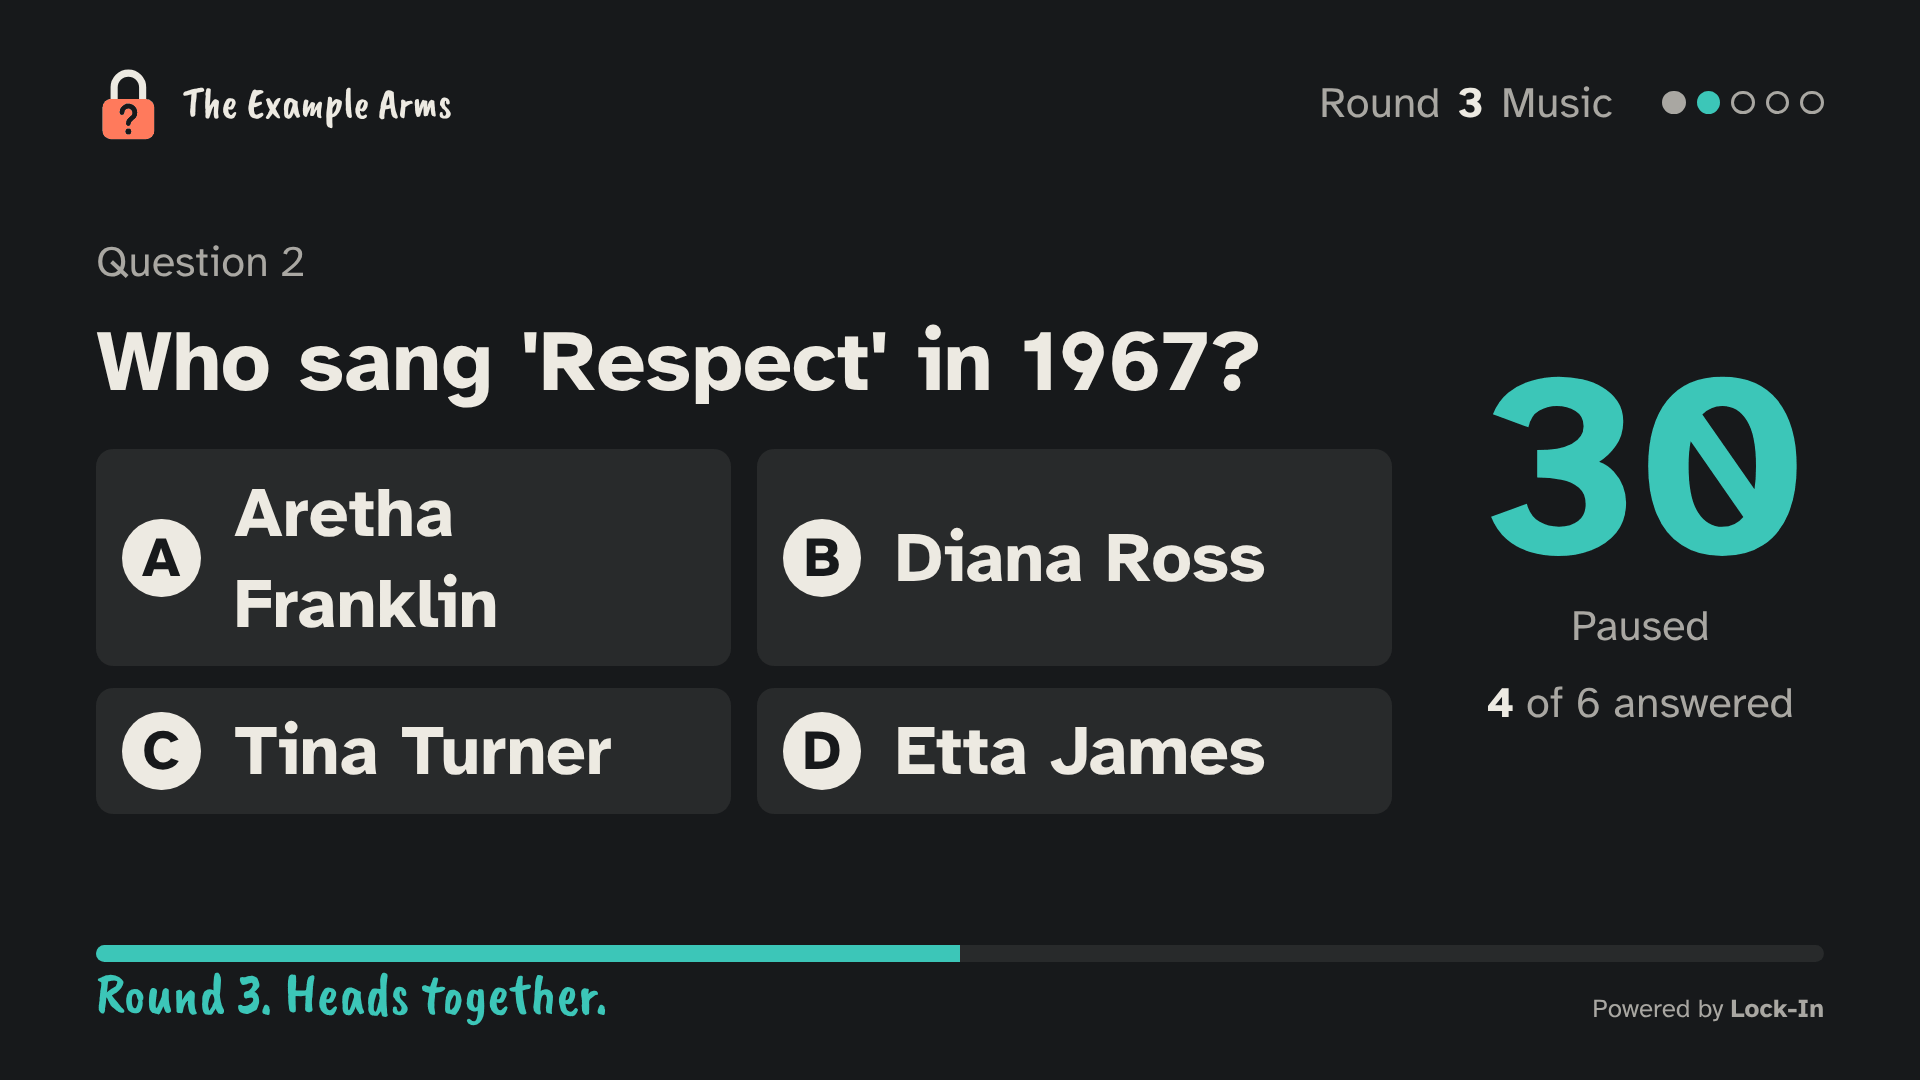 ?
The Example Arms
Round 3 Music
Question 2
Who sang 'Respect' in 1967?
A Aretha
Franklin
B Diana Ross
C Tina Turner
D Etta James
30
Paused
4 of 6 answered
Round 3. Heads together.
Powered by Lock-In